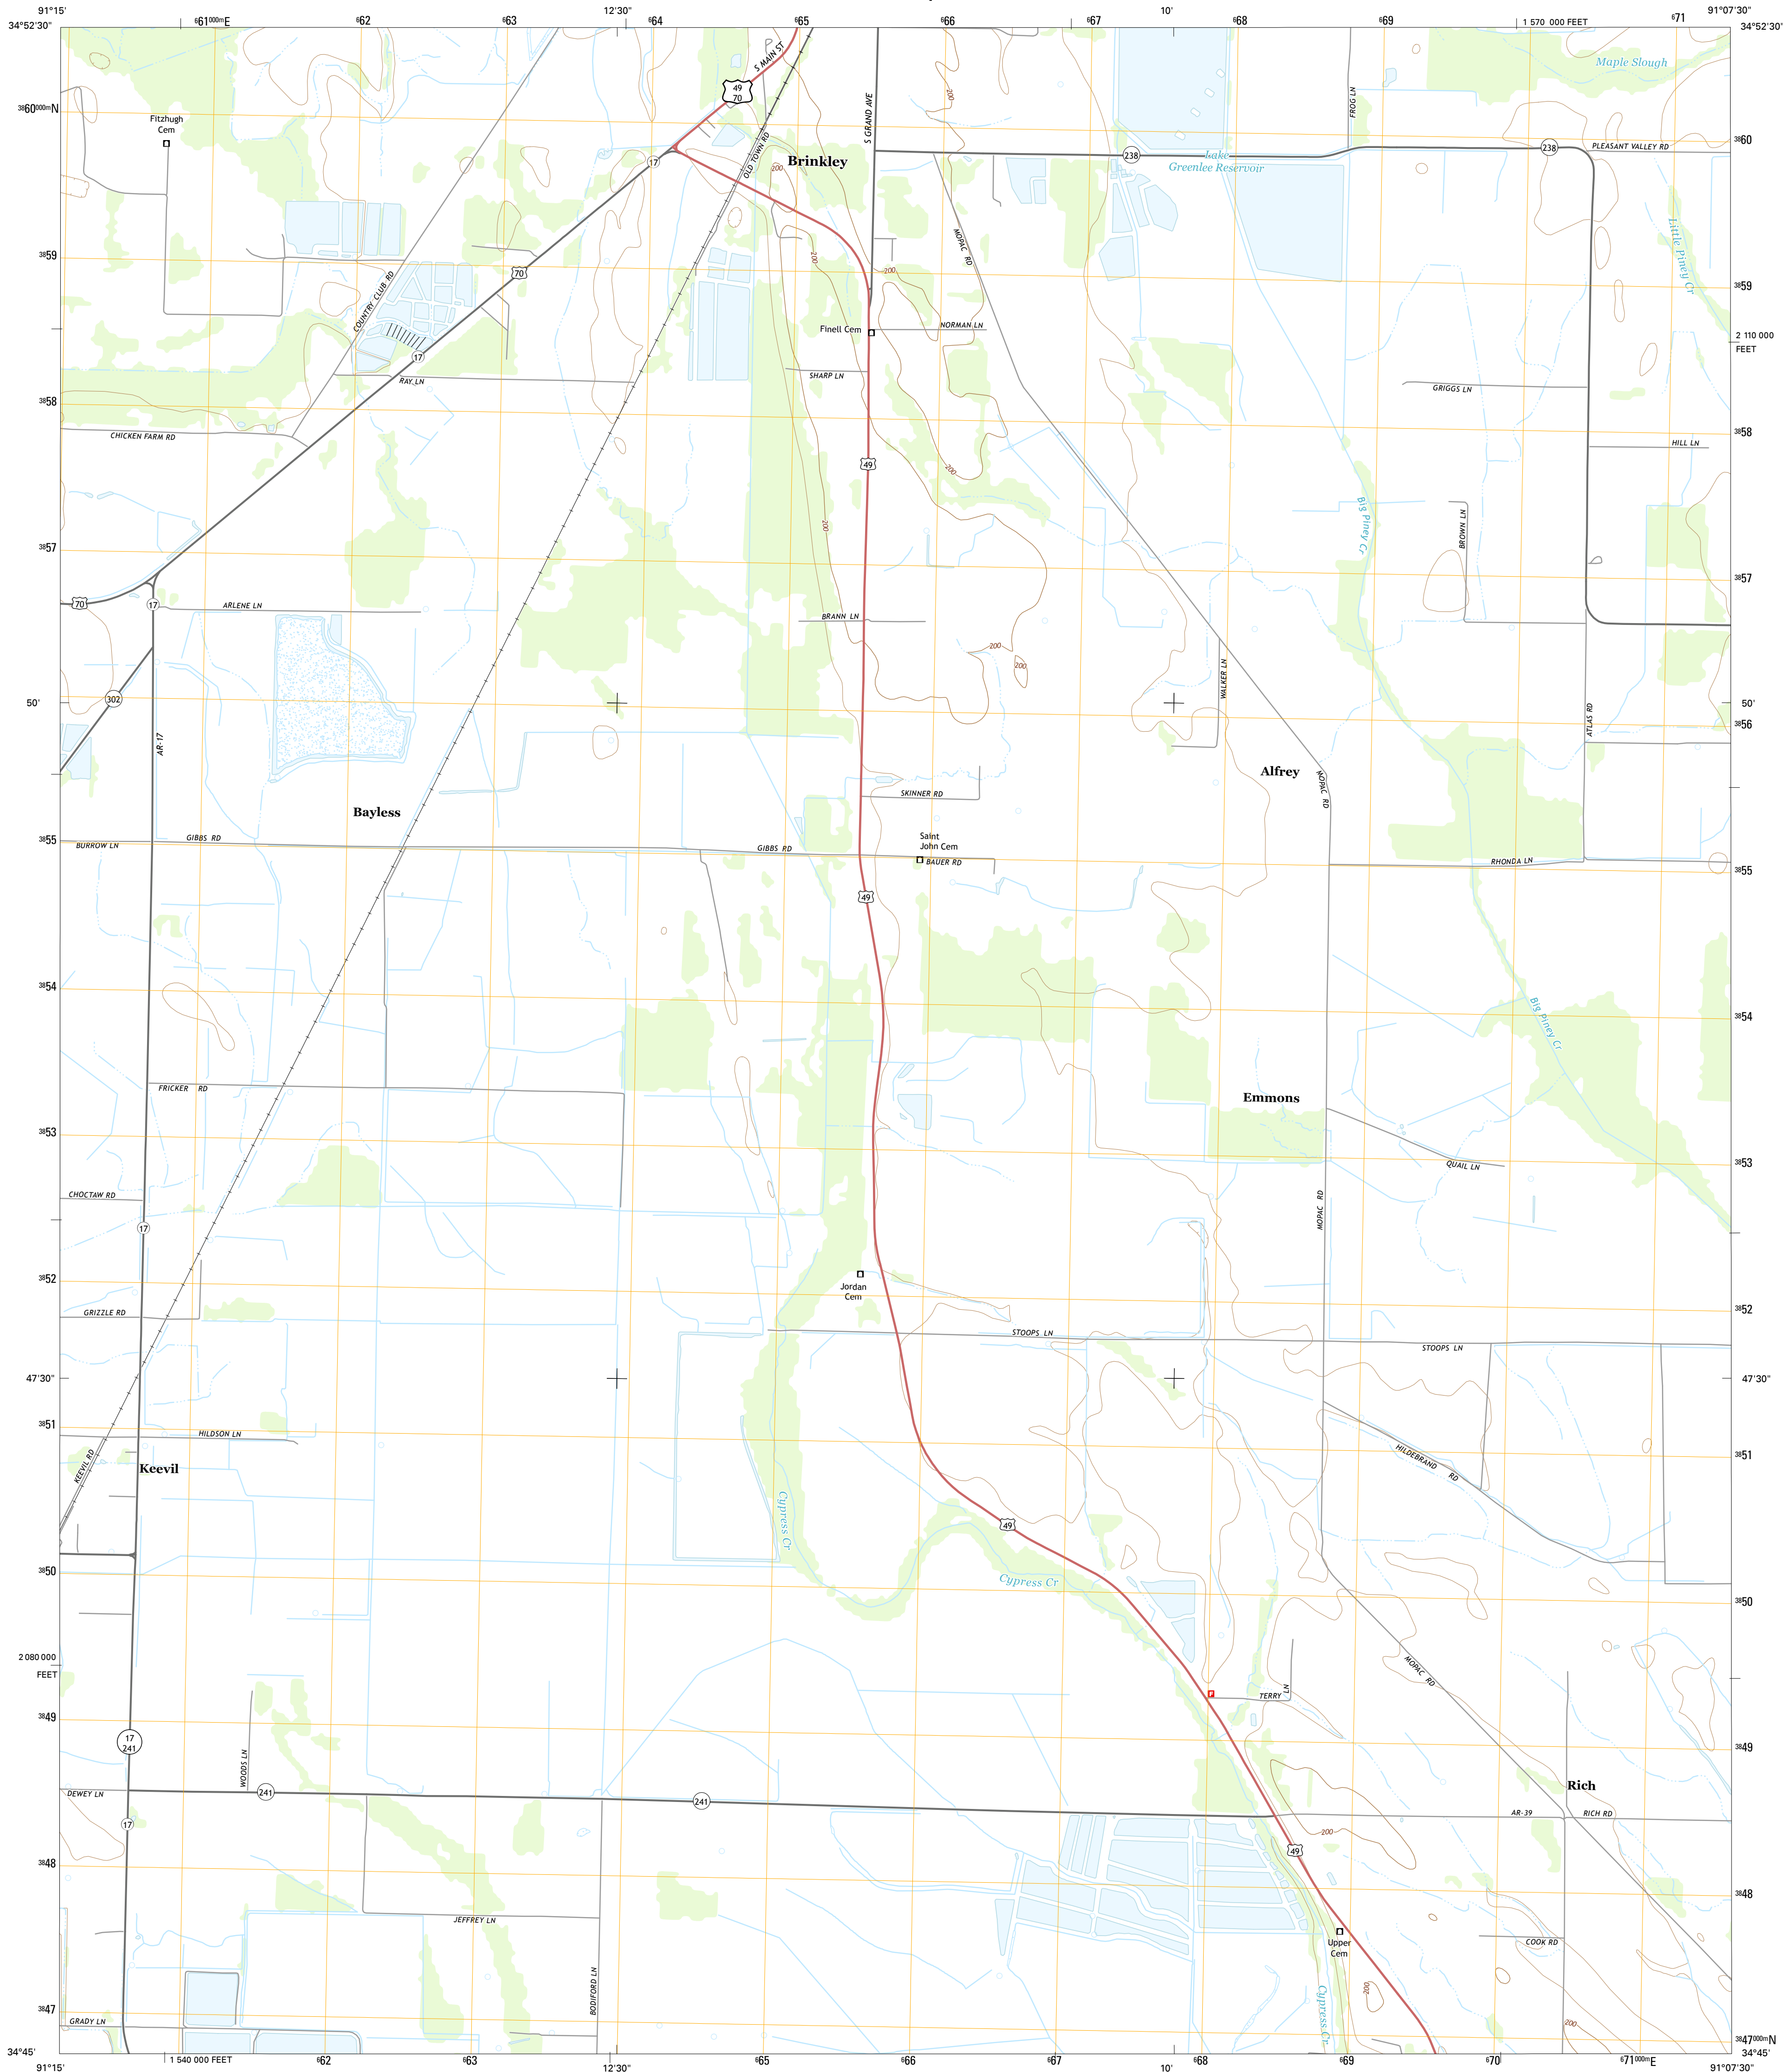 91°15'
⁶61⁰⁰⁰ᵐE
⁶62
⁶63
12'30"
⁶64
⁶65
⁶66
⁶67
10'
⁶68
⁶69
1 570 000 FEET
⁶71
91°07'30"
34°52'30"
34°52'30"
S MAIN ST
Maple Slough
49
70
³⁸60⁰⁰⁰ᵐN
200
S GRAND AVE
FROG LN
Fitzhugh
Cem
OLD TOWN RD
17
Brinkley
200
238
Lake
Greenlee Reservoir
238
PLEASANT VALLEY RD
³⁸60
Little Piney Cr
MOPAC RD
³⁸59
200
200
70
COUNTRY CLUB RD
³⁸59
Finell Cem
NORMAN LN
2 110 000
FEET
17
RAY LN
SHARP LN
GRIGGS LN
³⁸58
CHICKEN FARM RD
³⁸58
HILL LN
49
200
200
Big Piney Cr
BROWN LN
³⁸57
³⁸57
70
17
ARLENE LN
BRANN LN
200
200
WALKER LN
302
50'
50'
AR-17
ATLAS RD
³⁸56
Alfrey
MOPAC RD
SKINNER RD
Bayless
³⁸55
BURROW LN
GIBBS RD
GIBBS RD
Saint
John Cem
BAUER RD
RHONDA LN
³⁸55
49
³⁸54
Big Piney Cr
³⁸54
FRICKER RD
Emmons
³⁸53
QUAIL LN
³⁸53
CHOCTAW RD
MOPAC RD
17
³⁸52
Jordan
Cem
GRIZZLE RD
³⁸52
STOOPS LN
STOOPS LN
47'30"
47'30"
³⁸51
HILDSON LN
KEEVIL RD
Keevil
HILDEBRAND RD
³⁸51
Cypress Cr
49
³⁸50
Cypress Cr
³⁸50
2 080 000
FEET
MOPAC RD
F
TERRY LN
³⁸49
17
241
WOODS LN
³⁸49
Rich
DEWEY LN
241
241
AR-39
RICH RD
17
200
49
³⁸48
³⁸48
JEFFREY LN
Upper
Cem
COOK RD
BODIFORD LN
Cypress Cr
200
³⁸47
GRADY LN
200
³⁸47⁰⁰⁰ᵐN
34°45'
34°45'
91°15'
1 540 000 FEET
⁶62
⁶63
12'30"
⁶65
⁶66
⁶67
10'
⁶68
⁶69
⁶70
⁶71⁰⁰⁰ᵐE
91°07'30"